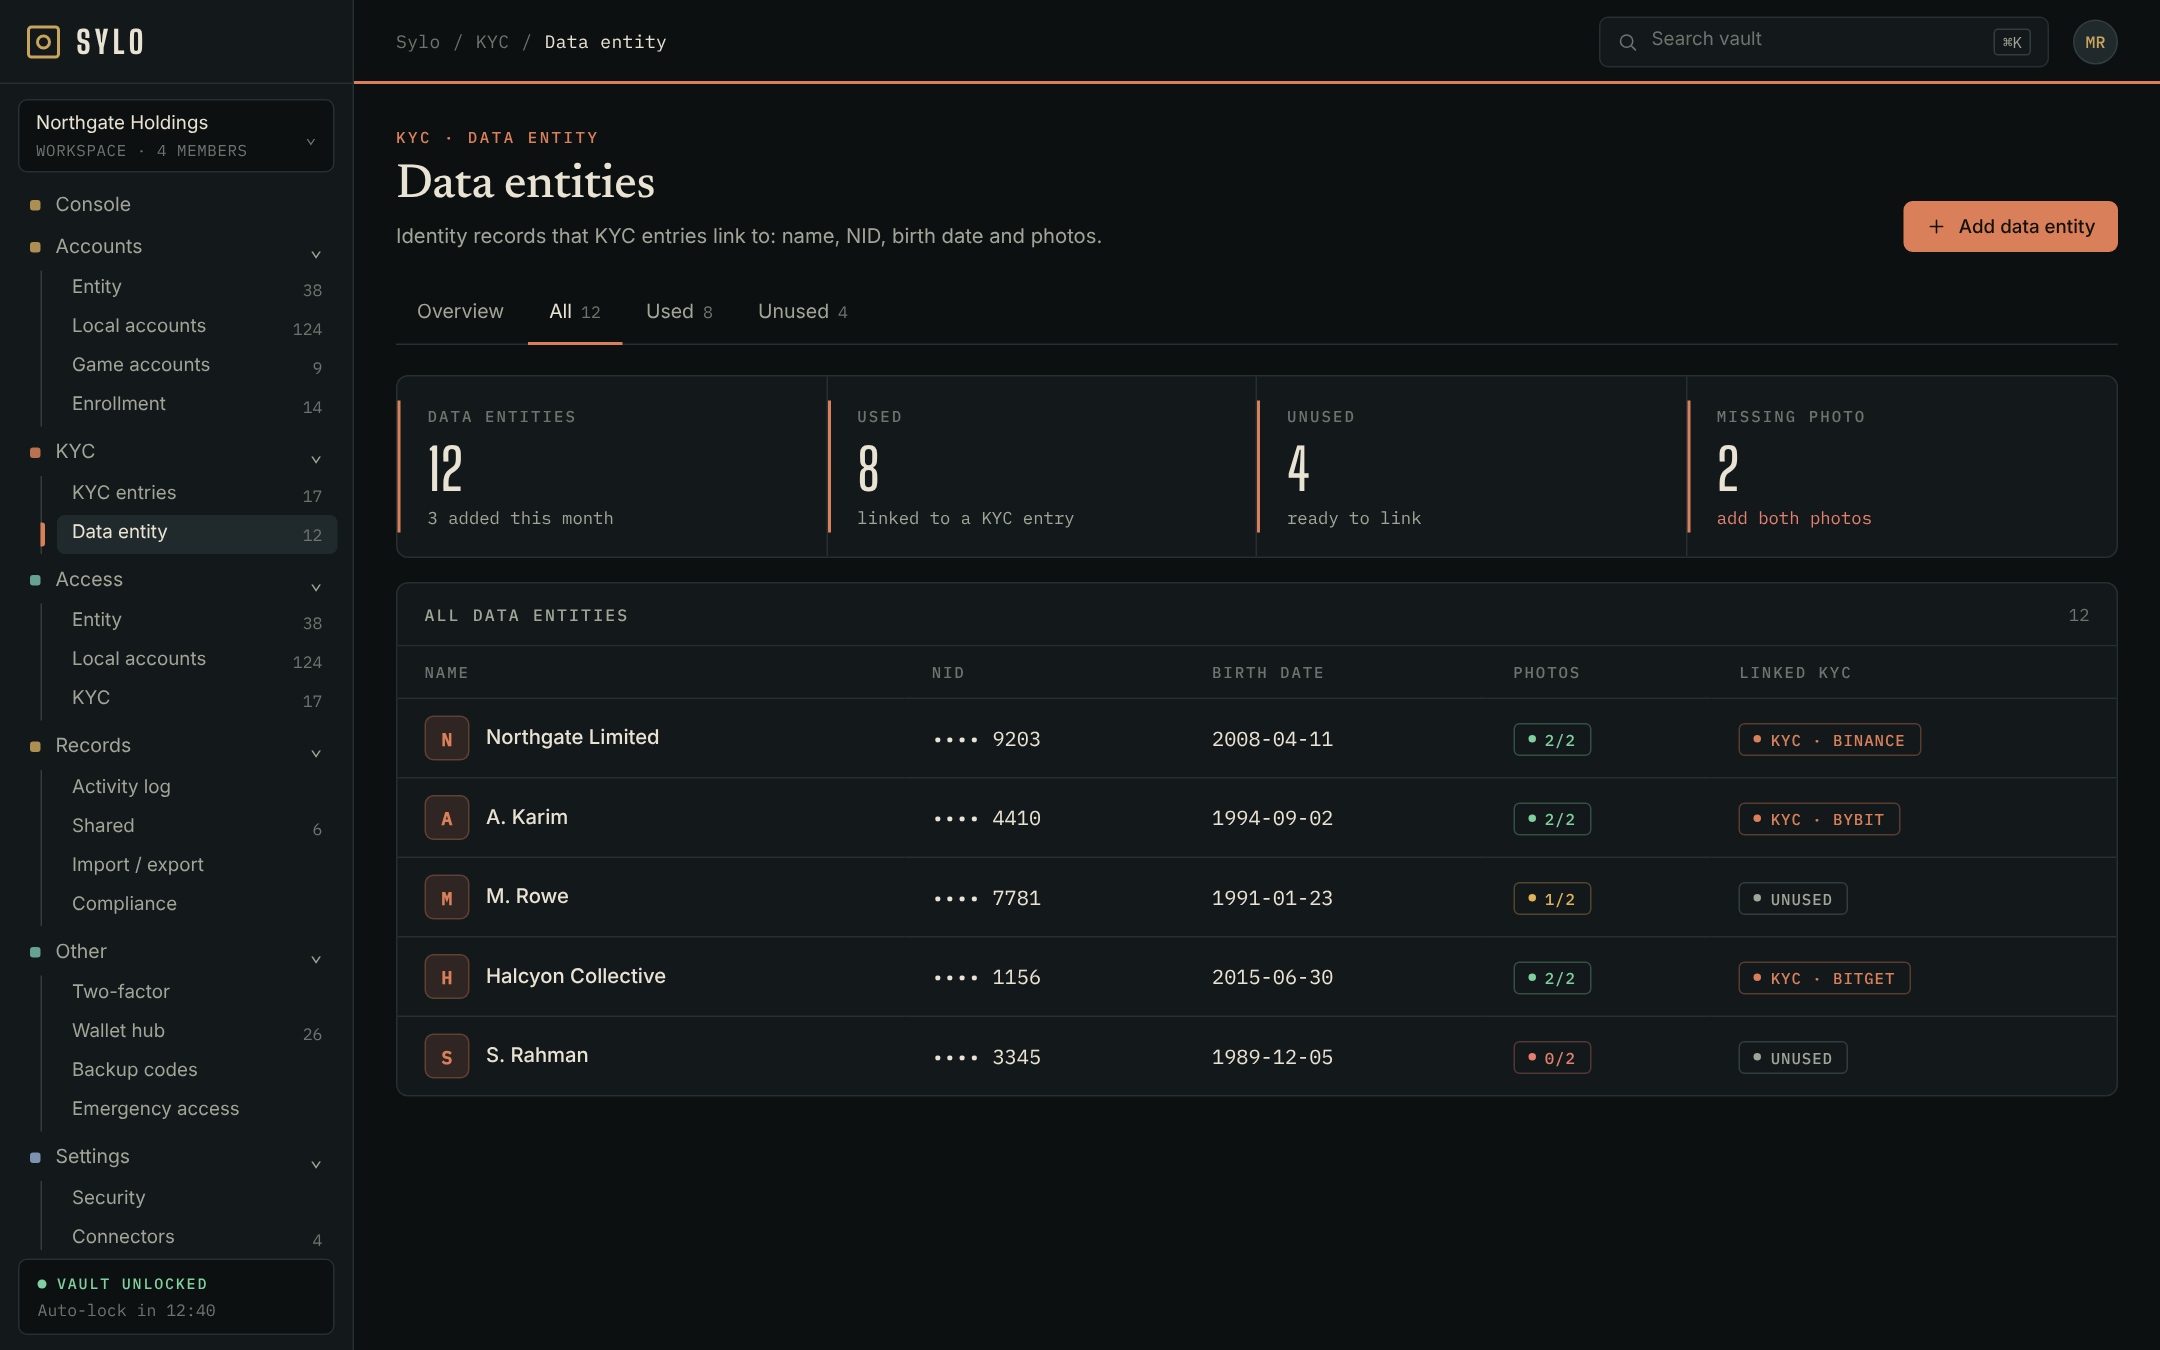 SYLO
Sylo / KYC / Data entity
Search vault
⌘K
MR
Northgate Holdings
WORKSPACE · 4 MEMBERS
Console
Accounts
Entity 38
Local accounts 124
Game accounts 9
Enrollment 14
KYC
KYC entries 17
Data entity 12
Access
Entity 38
Local accounts 124
KYC 17
Records
Activity log
Shared 6
Import / export
Compliance
Other
Two-factor
Wallet hub 26
Backup codes
Emergency access
Settings
Security
Connectors 4
VAULT UNLOCKED
Auto-lock in 12:40
KYC · DATA ENTITY
Data entities
Identity records that KYC entries link to: name, NID, birth date and photos.
+ Add data entity
Overview All 12 Used 8 Unused 4
DATA ENTITIES
12
3 added this month
USED
8
linked to a KYC entry
UNUSED
4
ready to link
MISSING PHOTO
2
add both photos
ALL DATA ENTITIES 12
NAME NID BIRTH DATE PHOTOS LINKED KYC
N Northgate Limited •••• 9203 2008-04-11 2/2 KYC · BINANCE
A A. Karim •••• 4410 1994-09-02 2/2 KYC · BYBIT
M M. Rowe •••• 7781 1991-01-23 1/2 UNUSED
H Halcyon Collective •••• 1156 2015-06-30 2/2 KYC · BITGET
S S. Rahman •••• 3345 1989-12-05 0/2 UNUSED